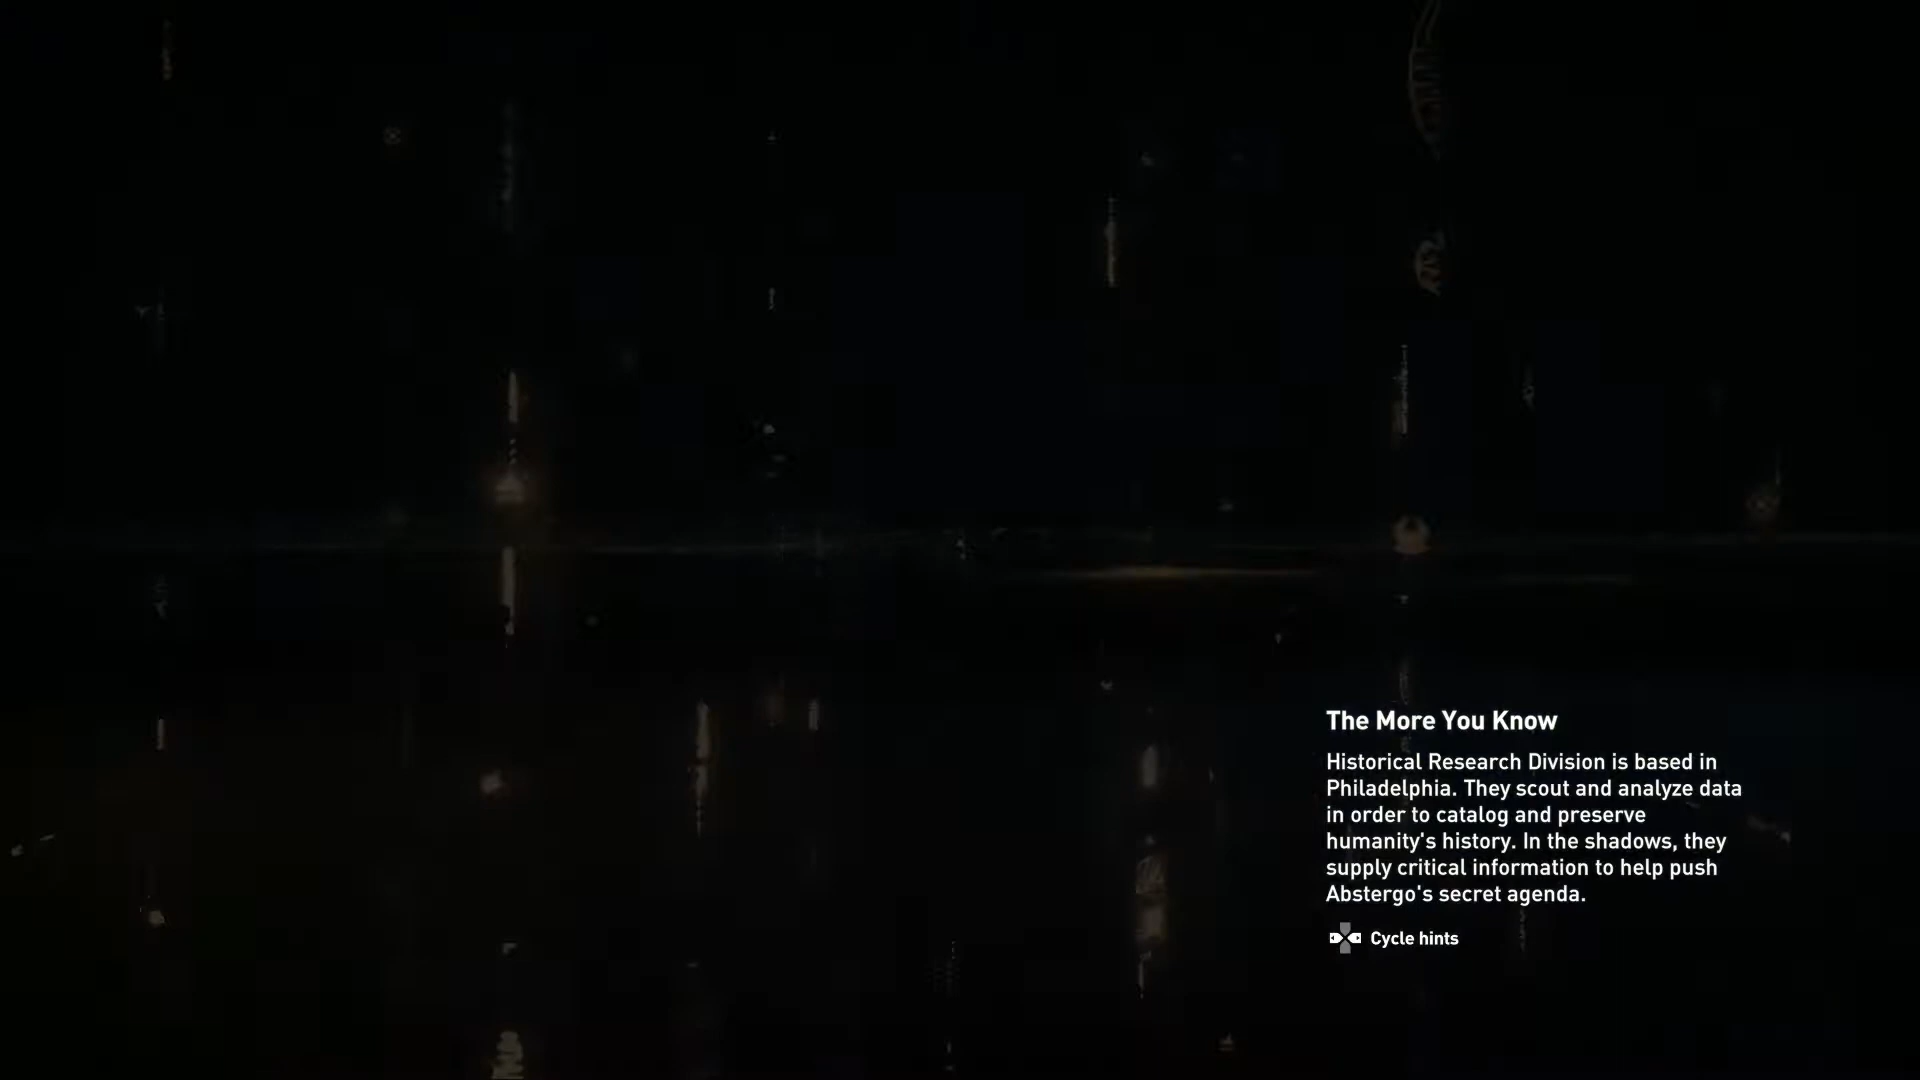 The More You Know
Historical Research Division is based in
Philadelphia. They scout and analyze data
in order to catalog and preserve
humanity's history. In the shadows, they
supply critical information to help push
Abstergo's secret agenda.
Cycle hints